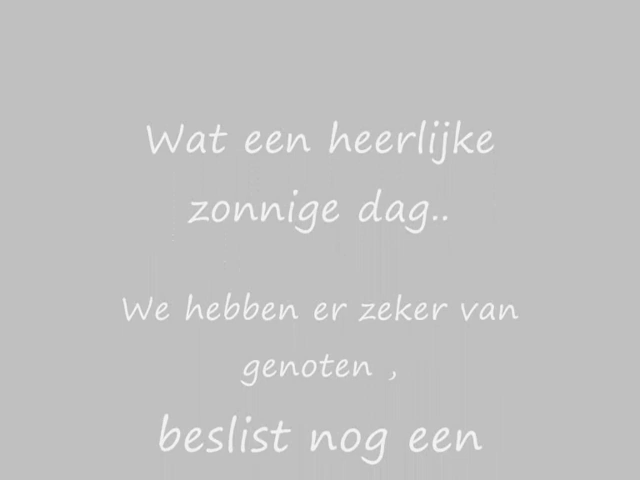 Wat een heerlijke
zonnige dag..
We hebben er zeker van
genoten ,
beslist nog een